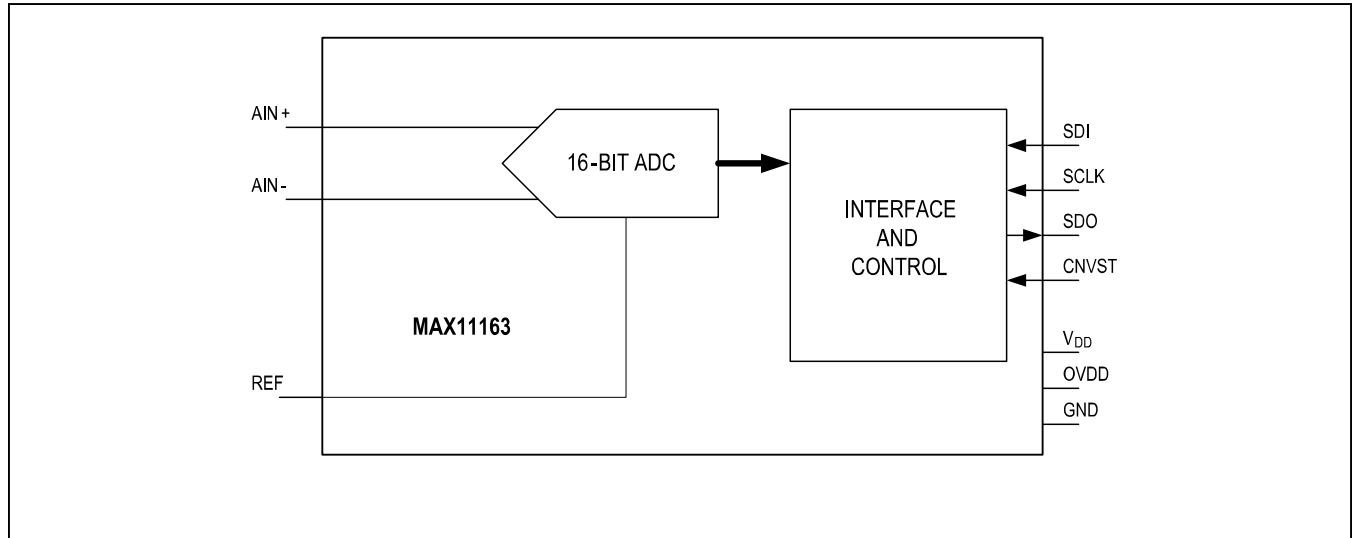 AIN+
AIN-
16-BIT ADC
MAX11163
REF
INTERFACE
AND
CONTROL
SDI
SCLK
SDO
CNVST
VDD
OVDD
GND